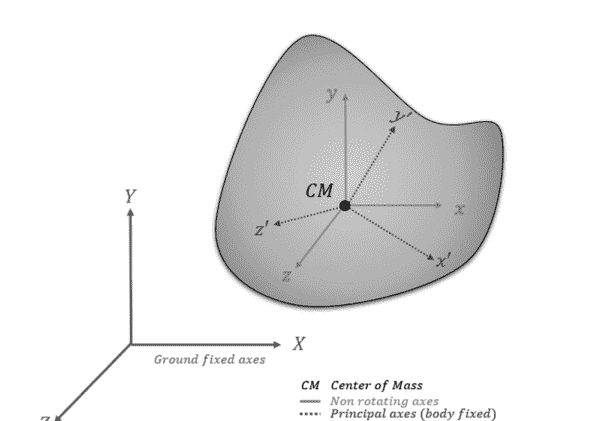 y
y'
CM
x
z'
x'
z
Y
X
Ground fixed axes
Z
CM Center of Mass
Non rotating axes
Principal axes (body fixed)